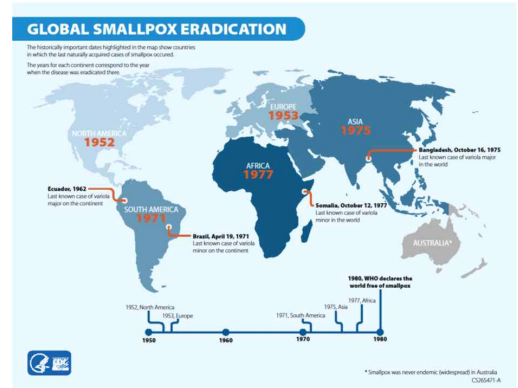 GLOBAL SMALLPOX ERADICATION
The historically important dates highlighted in the map show countries
in which the last naturally acquired cases of smallpox occured.
The years for each continent correspond to the year
when the disease was eradicated there
NORTH AMERICA
1952
EUROPE
1953
ASIA
1975
AFRICA
1977
Bangladesh, October 16, 1975
Last known case of variola major
in the world
Ecuador, 1962
Last known case of variola
major on the continent
SOUTH AMERICA
1971
Somalia, October 12, 1977
Last known case of variola
minor in the world
Brazil, April 19, 1971
Last known case of variola
minor on the continent
AUSTRALIA*
1980, WHO declares the
world free of smallpox
1952, North America
1953, Europe
1971, South America
1975, Asia
1977, Africa
1950
1960
1970
1980
CDC
* Smallpox was never endemic (widespread) in Australia
CS265471-A